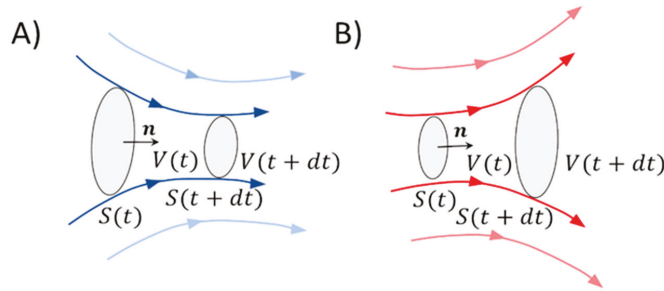 A)
n
V(t)
V(t + dt)
S(t)
S(t + dt)
B)
n
V(t)
V(t + dt)
S(t)
S(t + dt)